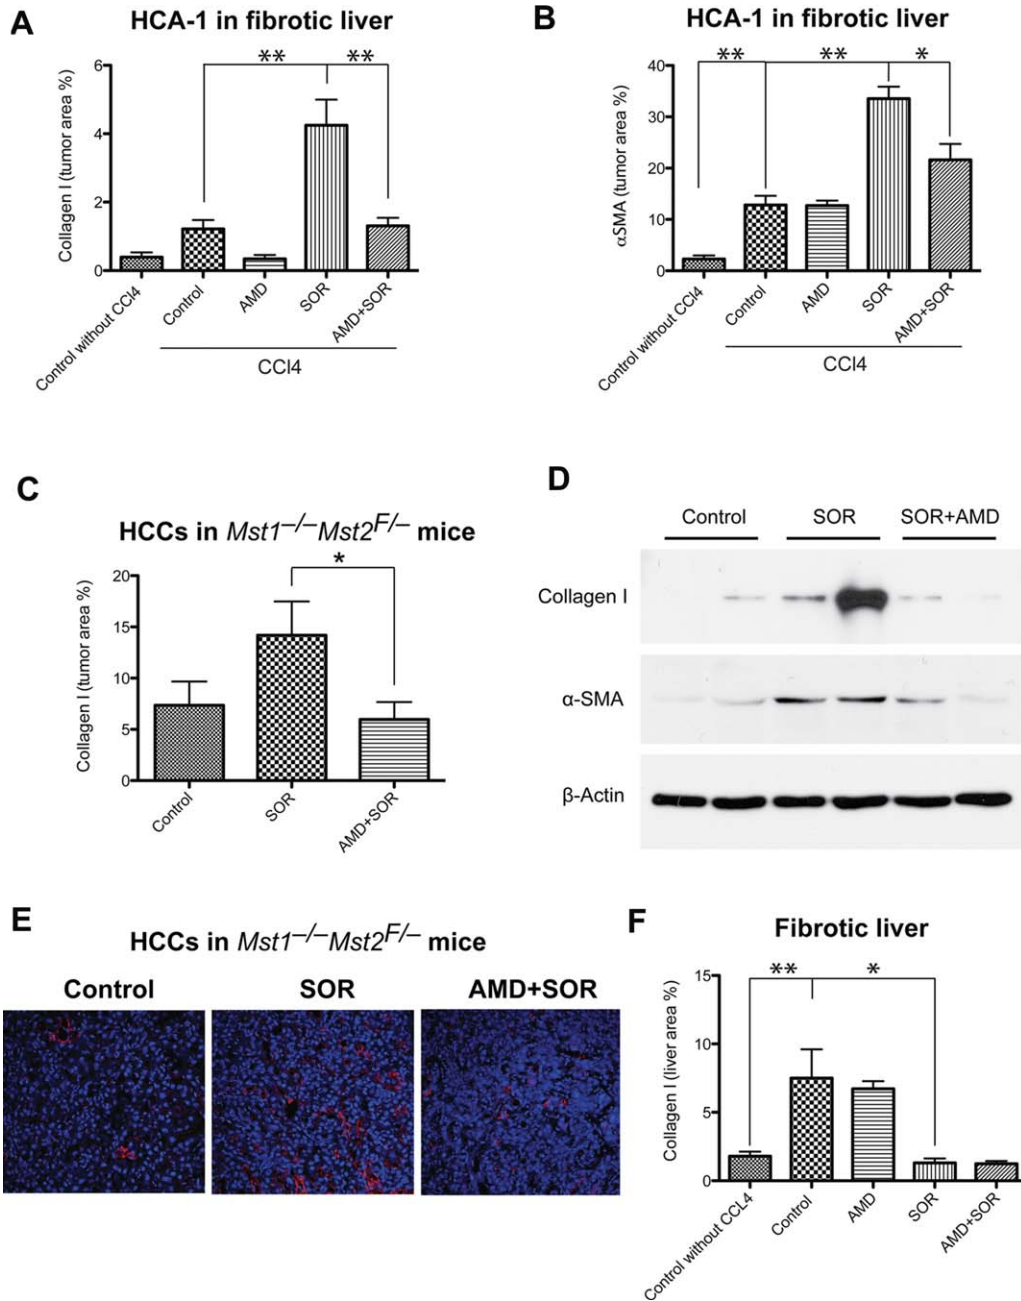 A
HCA-1 in fibrotic liver
Collagen I (tumor area %)
6
4
2
0
**
**
Control without CCl4
Control
AMD
SOR
AMD+SOR
CCl4
B
HCA-1 in fibrotic liver
αSMA (tumor area %)
40
30
20
10
0
**
**
*
Control without CCl4
Control
AMD
SOR
AMD+SOR
CCl4
C
HCCs in Mst1–/–Mst2F/– mice
Collagen I (tumor area %)
20
15
10
5
0
*
Control
SOR
AMD+SOR
D
Control SOR SOR+AMD
Collagen I
α-SMA
β-Actin
E
HCCs in Mst1–/–Mst2F/– mice
Control SOR AMD+SOR
F
Fibrotic liver
Collagen I (liver area %)
15
10
5
0
**
*
Control without CCL4
Control
AMD
SOR
AMD+SOR